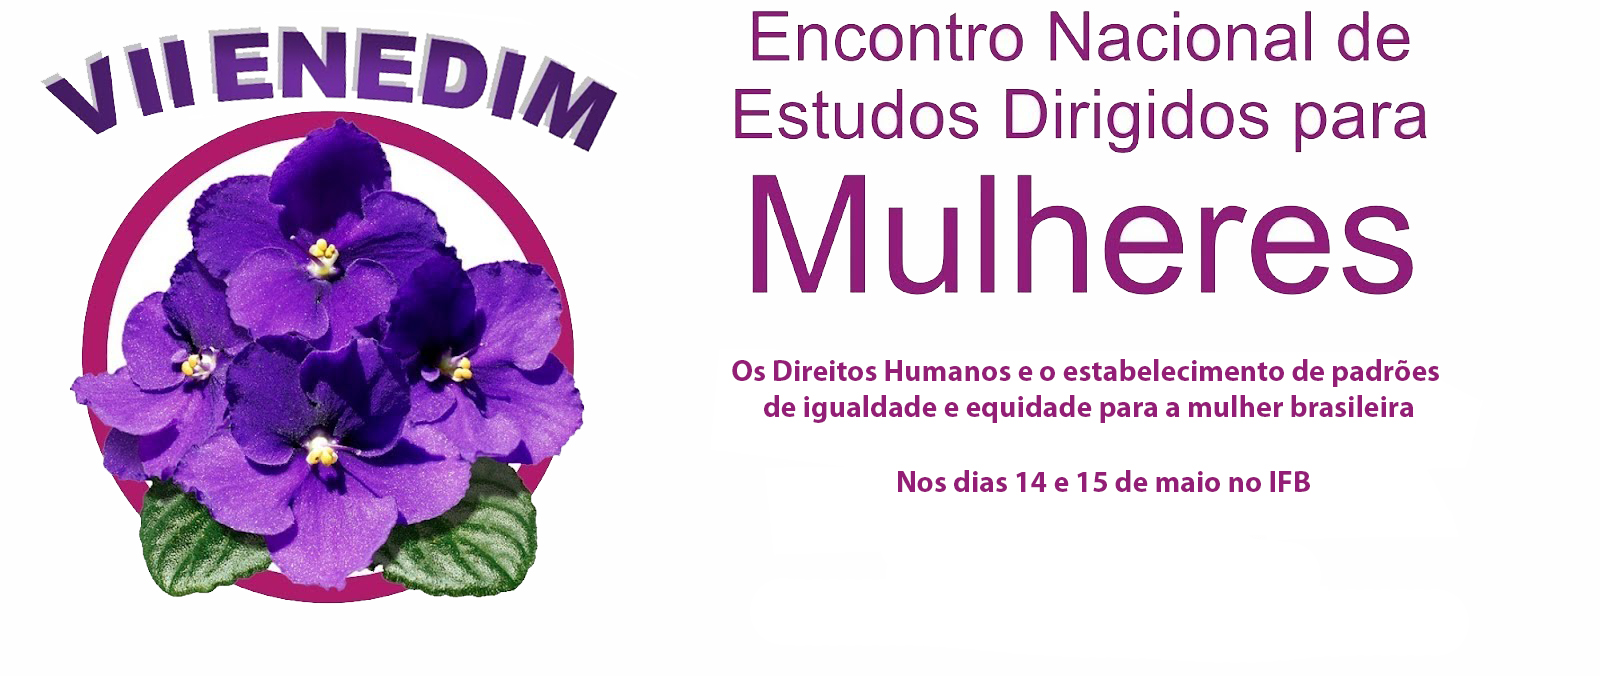 VII ENEDIM
Encontro Nacional de
Estudos Dirigidos para
Mulheres
Os Direitos Humanos e o estabelecimento de padrões
de igualdade e equidade para a mulher brasileira
Nos dias 14 e 15 de maio no IFB